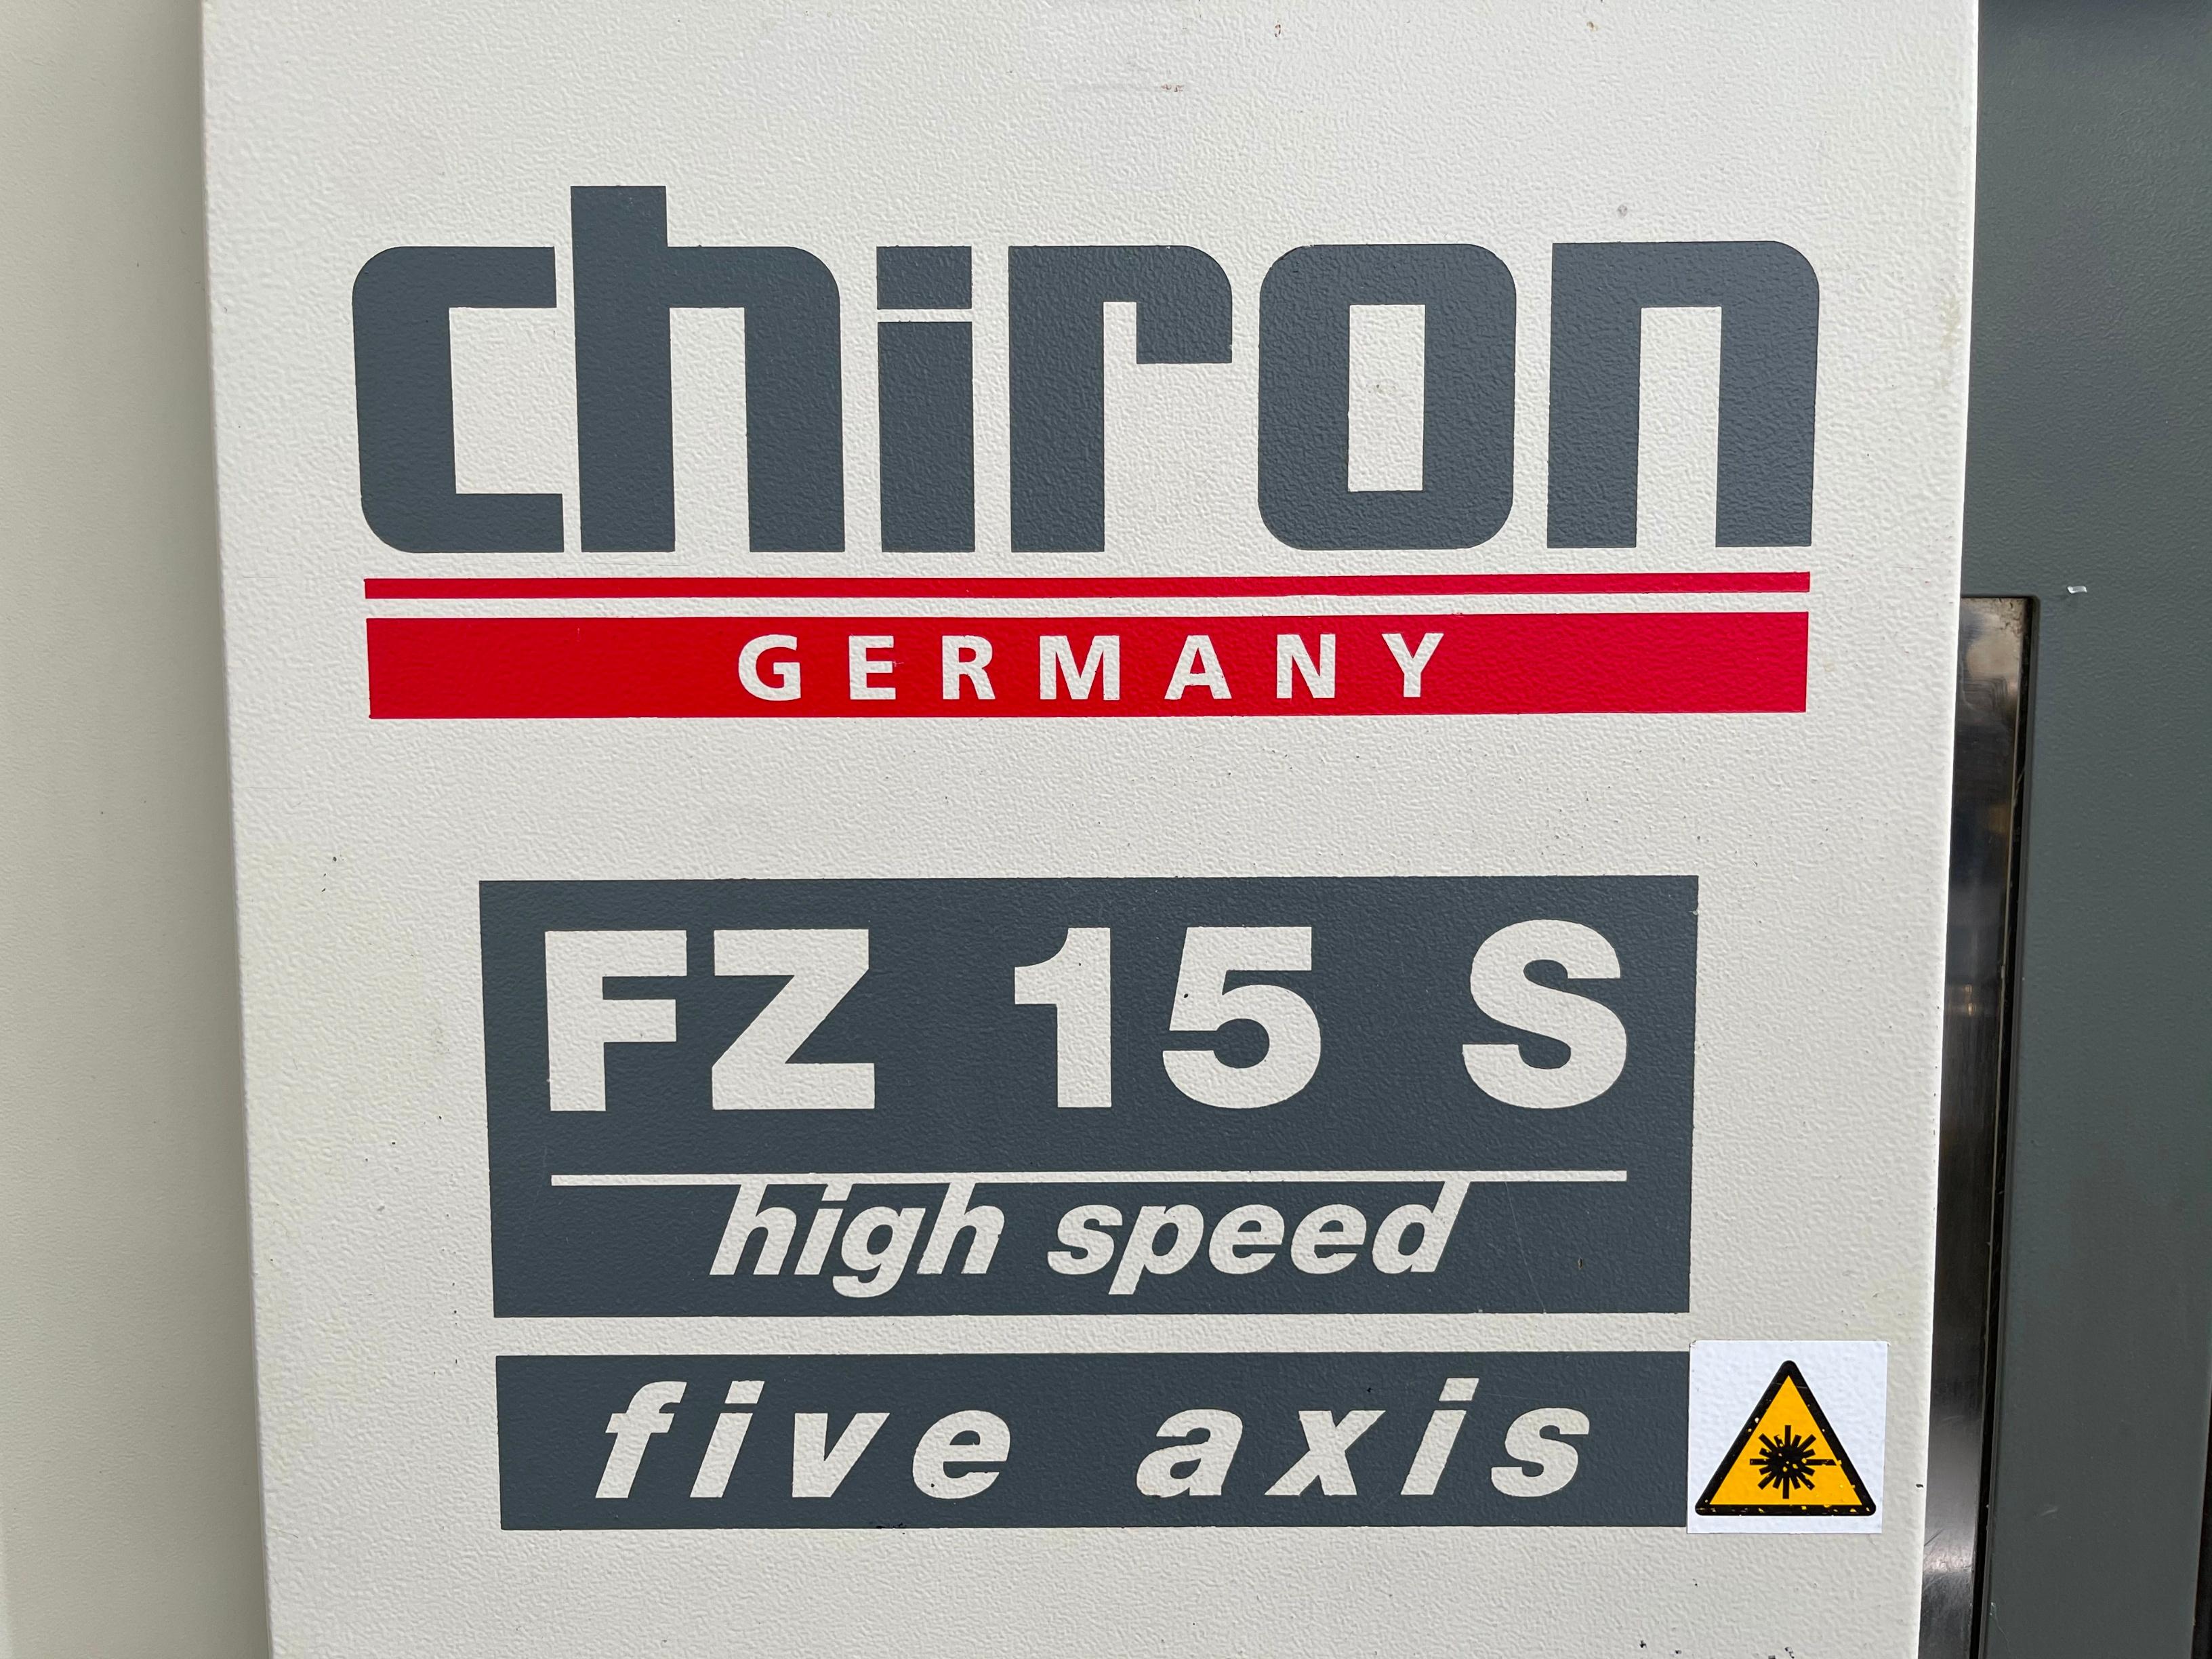 chiron
GERMANY
FZ 15 S
high speed
five axis